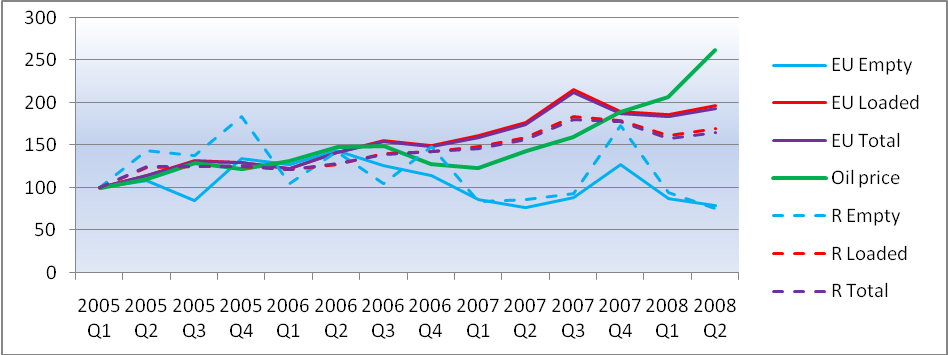 300
250
200
150
100
50
0
2005 2005 2005 2005 2006 2006 2006 2006 2007 2007 2007 2007 2008 2008
Q1 Q2 Q3 Q4 Q1 Q2 Q3 Q4 Q1 Q2 Q3 Q4 Q1 Q2
EU Empty
EU Loaded
EU Total
Oil price
R Empty
R Loaded
R Total